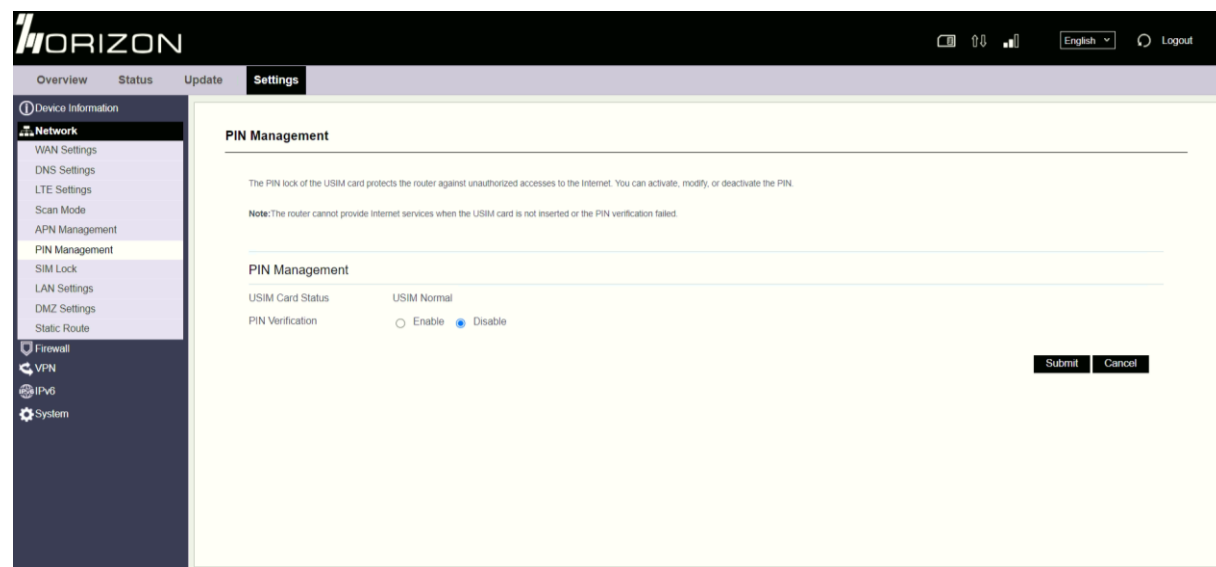 HORIZON
English
Logout
Overview Status Update Settings
Device Information
Network
WAN Settings
DNS Settings
LTE Settings
Scan Mode
APN Management
PIN Management
SIM Lock
LAN Settings
DMZ Settings
Static Route
Firewall
VPN
IPv6
System
PIN Management
The PIN lock of the USIM card protects the router against unauthorized accesses to the Internet. You can activate, modify, or deactivate the PIN.
Note:The router cannot provide Internet services when the USIM card is not inserted or the PIN verification failed.
PIN Management
USIM Card Status USIM Normal
PIN Verification Enable Disable
Submit Cancel